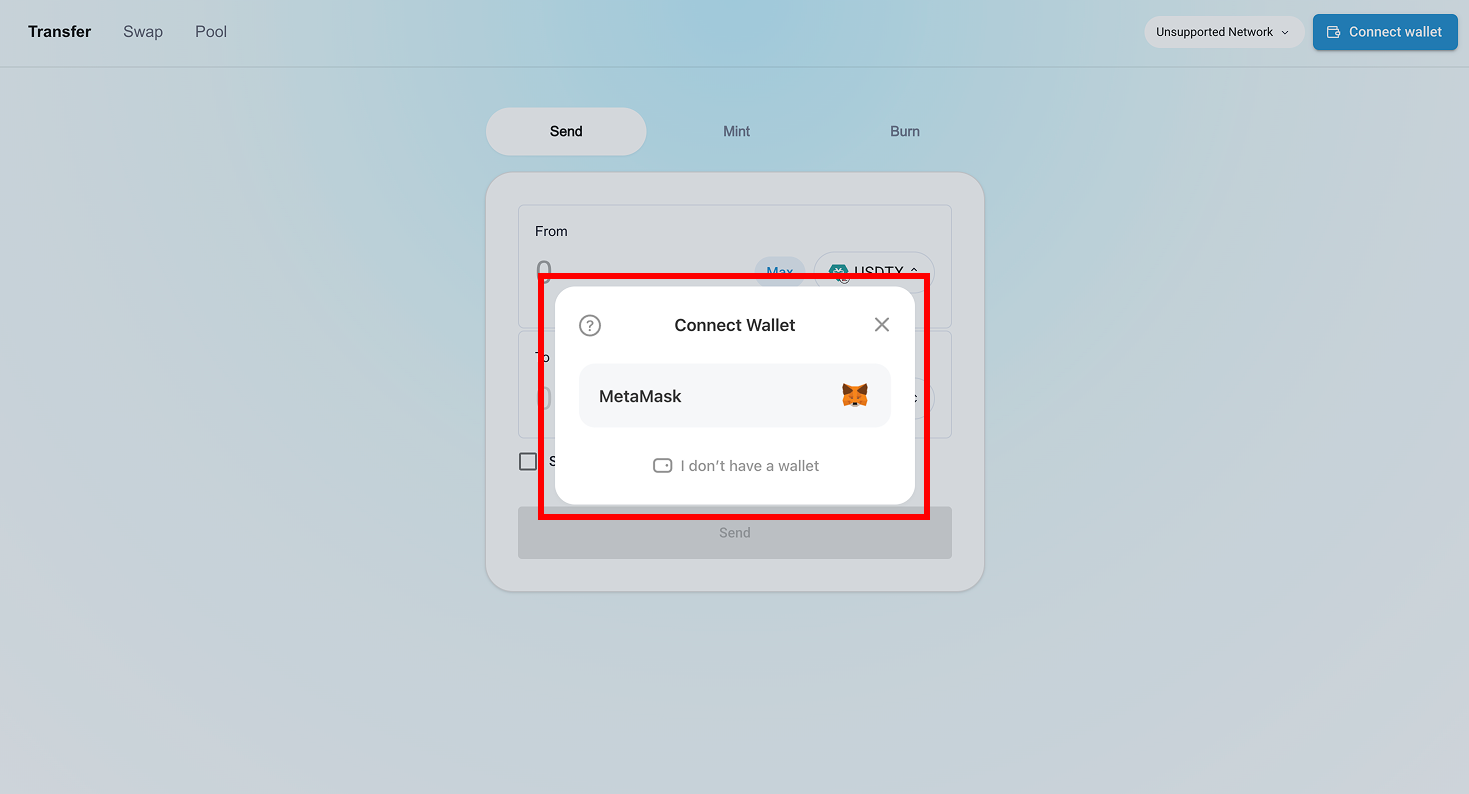 Transfer Swap Pool Unsupported Network Connect wallet
Send Mint Burn
From
0 Max USDTY
Connect Wallet
To
MetaMask
0
I don't have a wallet
Send